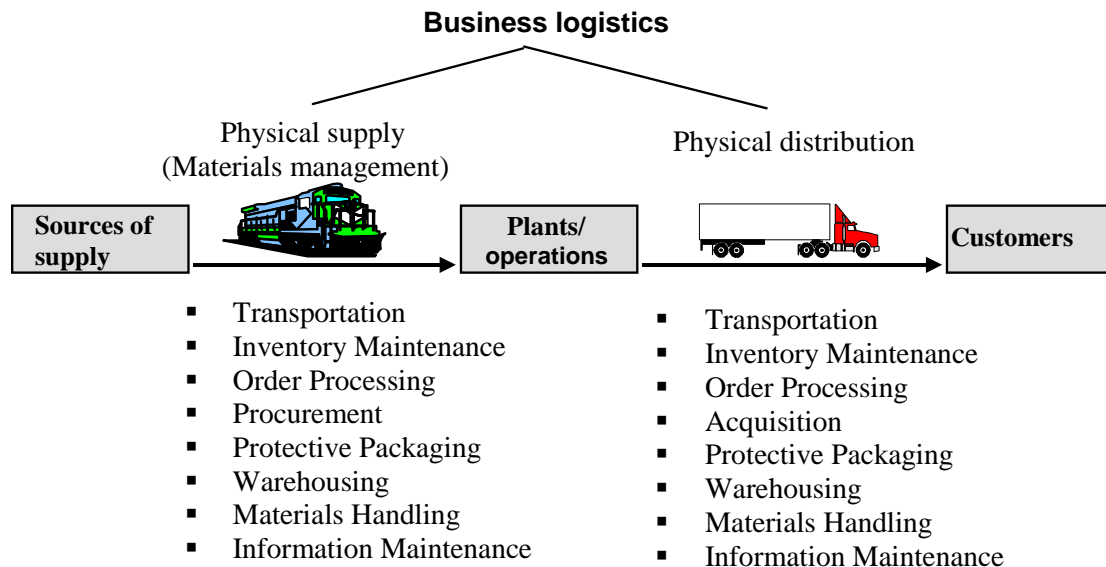 Business logistics
Physical supply
(Materials management)
Physical distribution
Sources of
supply
Plants/
operations
Customers
▪ Transportation
▪ Inventory Maintenance
▪ Order Processing
▪ Procurement
▪ Protective Packaging
▪ Warehousing
▪ Materials Handling
▪ Information Maintenance
▪ Transportation
▪ Inventory Maintenance
▪ Order Processing
▪ Acquisition
▪ Protective Packaging
▪ Warehousing
▪ Materials Handling
▪ Information Maintenance